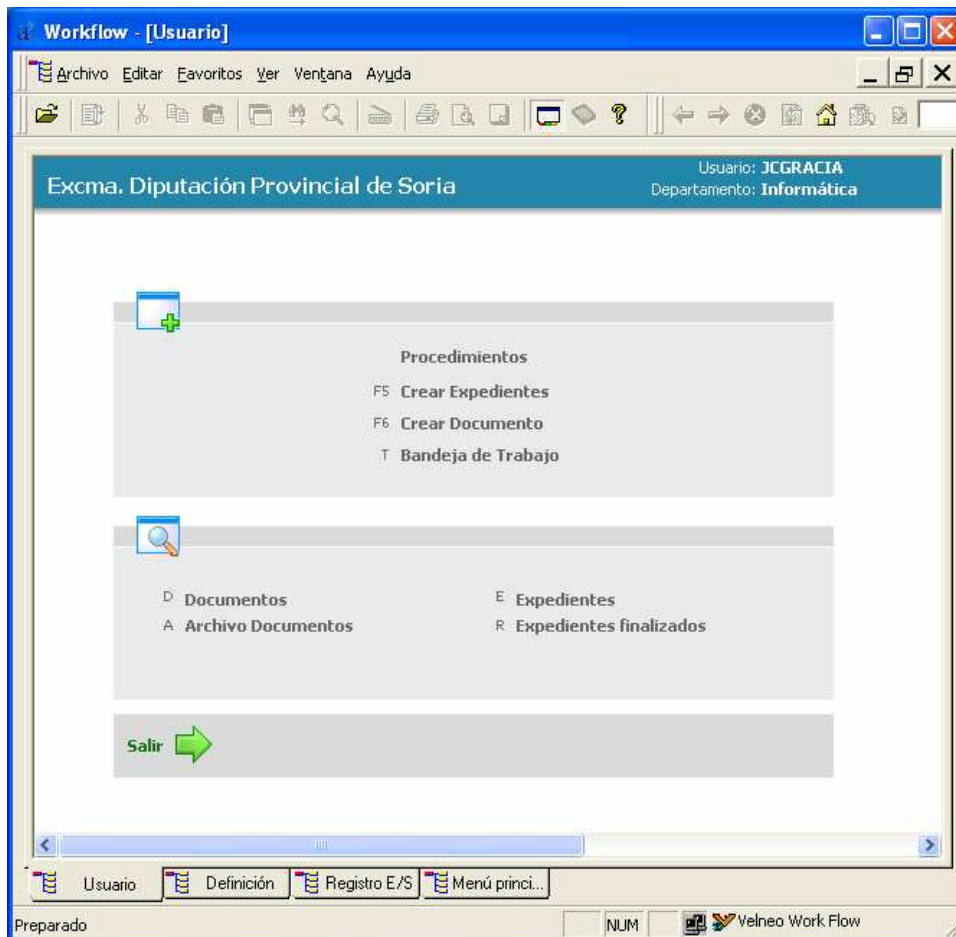 Workflow - [Usuario]
Archivo Editar Favoritos Ver Ventana Ayuda
Excma. Diputación Provincial de Soria
Usuario: JCGRACIA
Departamento: Informática
Procedimientos
F5 Crear Expedientes
F6 Crear Documento
T Bandeja de Trabajo
D Documentos
E Expedientes
A Archivo Documentos
R Expedientes finalizados
Salir
Usuario Definición Registro E/S Menú princi...
Preparado NUM Velneo Work Flow